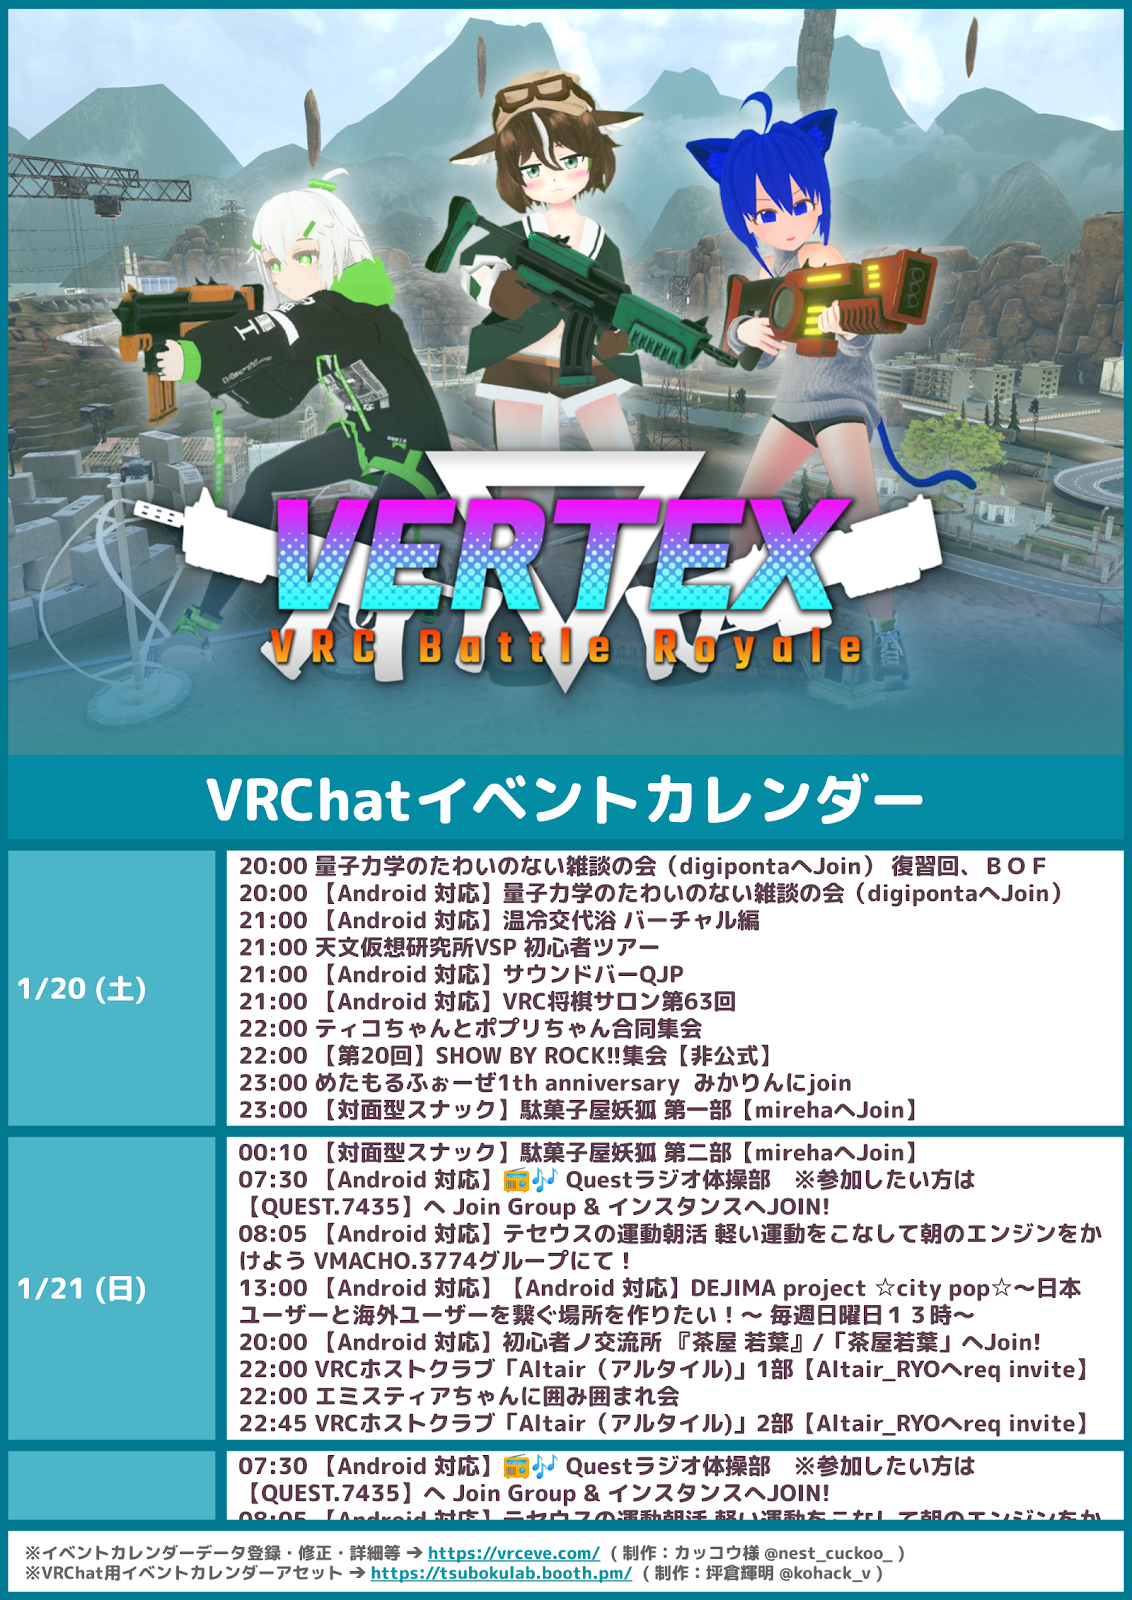 VERTEX
VRC Battle Royale
VRChatイベントカレンダー
1/20 (土)
20:00 量子力学のたわいのない雑談の会（digipontaへJoin） 復習回、ＢＯＦ
20:00 【Android 対応】量子力学のたわいのない雑談の会（digipontaへJoin）
21:00 【Android 対応】温冷交代浴 バーチャル編
21:00 天文仮想研究所VSP 初心者ツアー
21:00 【Android 対応】サウンドバーQJP
21:00 【Android 対応】VRC将棋サロン第63回
22:00 ティコちゃんとポプリちゃん合同集会
22:00 【第20回】SHOW BY ROCK!!集会【非公式】
23:00 めたもるふぉーぜ1th anniversary みかりんにjoin
23:00 【対面型スナック】駄菓子屋妖狐 第一部【mirehaへJoin】
1/21 (日)
00:10 【対面型スナック】駄菓子屋妖狐 第二部【mirehaへJoin】
07:30 【Android 対応】📻🎶 Questラジオ体操部　※参加したい方は
【QUEST.7435】へ Join Group & インスタンスへJOIN!
08:05 【Android 対応】テセウスの運動朝活 軽い運動をこなして朝のエンジンをか
けよう VMACHO.3774グループにて！
13:00 【Android 対応】【Android 対応】DEJIMA project ☆city pop☆～日本
ユーザーと海外ユーザーを繋ぐ場所を作りたい！～ 毎週日曜日１３時～
20:00 【Android 対応】初心者ノ交流所 『茶屋 若葉』/「茶屋若葉」へJoin!
22:00 VRCホストクラブ「Altair（アルタイル)」1部【Altair_RYOへreq invite】
22:00 エミスティアちゃんに囲み囲まれ会
22:45 VRCホストクラブ「Altair（アルタイル)」2部【Altair_RYOへreq invite】
07:30 【Android 対応】📻🎶 Questラジオ体操部　※参加したい方は
【QUEST.7435】へ Join Group & インスタンスへJOIN!
08:05 【Android 対応】テセウスの運動朝活 軽い運動をこなして朝のエンジンをか
※イベントカレンダーデータ登録・修正・詳細等 ➔ https://vrceve.com/ （制作：カッコウ様 @nest_cuckoo_ )
※VRChat用イベントカレンダーアセット ➔ https://tsubokulab.booth.pm/ （制作：坪倉輝明 @kohack_v )